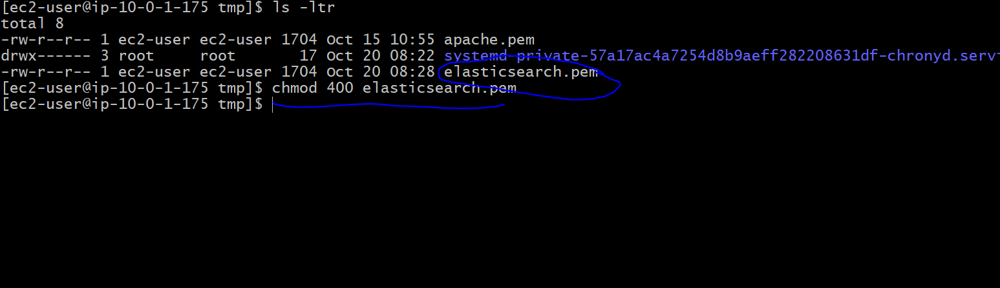 [ec2-user@ip-10-0-1-175 tmp]$ ls -ltr
total 8
-rw-r--r-- 1 ec2-user ec2-user 1704 Oct 15 10:55 apache.pem
drwx------ 3 root     root       17 Oct 20 08:22 systemd-private-57a17ac4a7254d8b9aeff282208631df-chronyd.serv
-rw-r--r-- 1 ec2-user ec2-user 1704 Oct 20 08:28 elasticsearch.pem
[ec2-user@ip-10-0-1-175 tmp]$ chmod 400 elasticsearch.pem
[ec2-user@ip-10-0-1-175 tmp]$